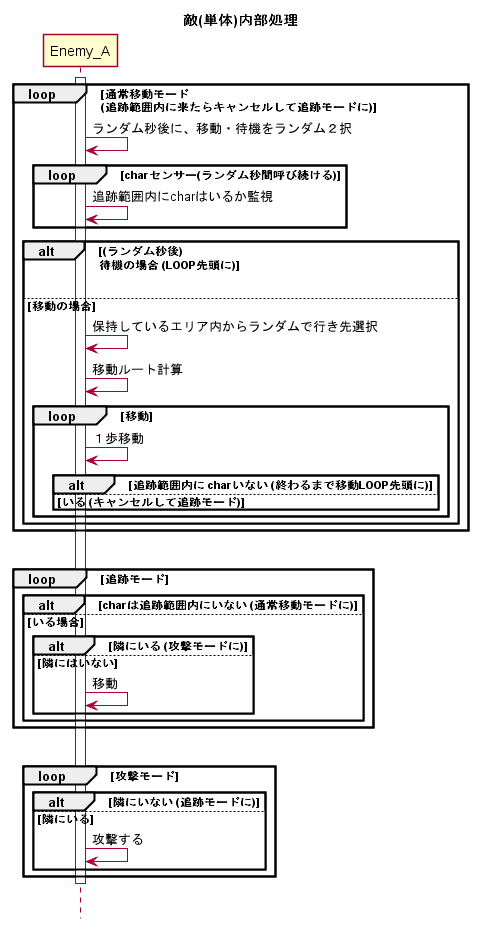 敵(単体)内部処理
Enemy_A
loop [通常移動モード
(追跡範囲内に来たらキャンセルして追跡モードに)]
ランダム秒後に、移動・待機をランダム２択
loop [charセンサー(ランダム秒間呼び続ける)]
追跡範囲内にcharはいるか監視
alt [(ランダム秒後)
待機の場合 (LOOP先頭に)]
[移動の場合]
保持しているエリア内からランダムで行き先選択
移動ルート計算
loop [移動]
１歩移動
alt [追跡範囲内に charいない (終わるまで移動LOOP先頭に)]
[いる (キャンセルして追跡モード)]
loop [追跡モード]
alt [charは追跡範囲内にいない (通常移動モードに)]
[いる場合]
alt [隣にいる (攻撃モードに)]
[隣にはいない]
移動
loop [攻撃モード]
alt [隣にいない (追跡モードに)]
[隣にいる]
攻撃する